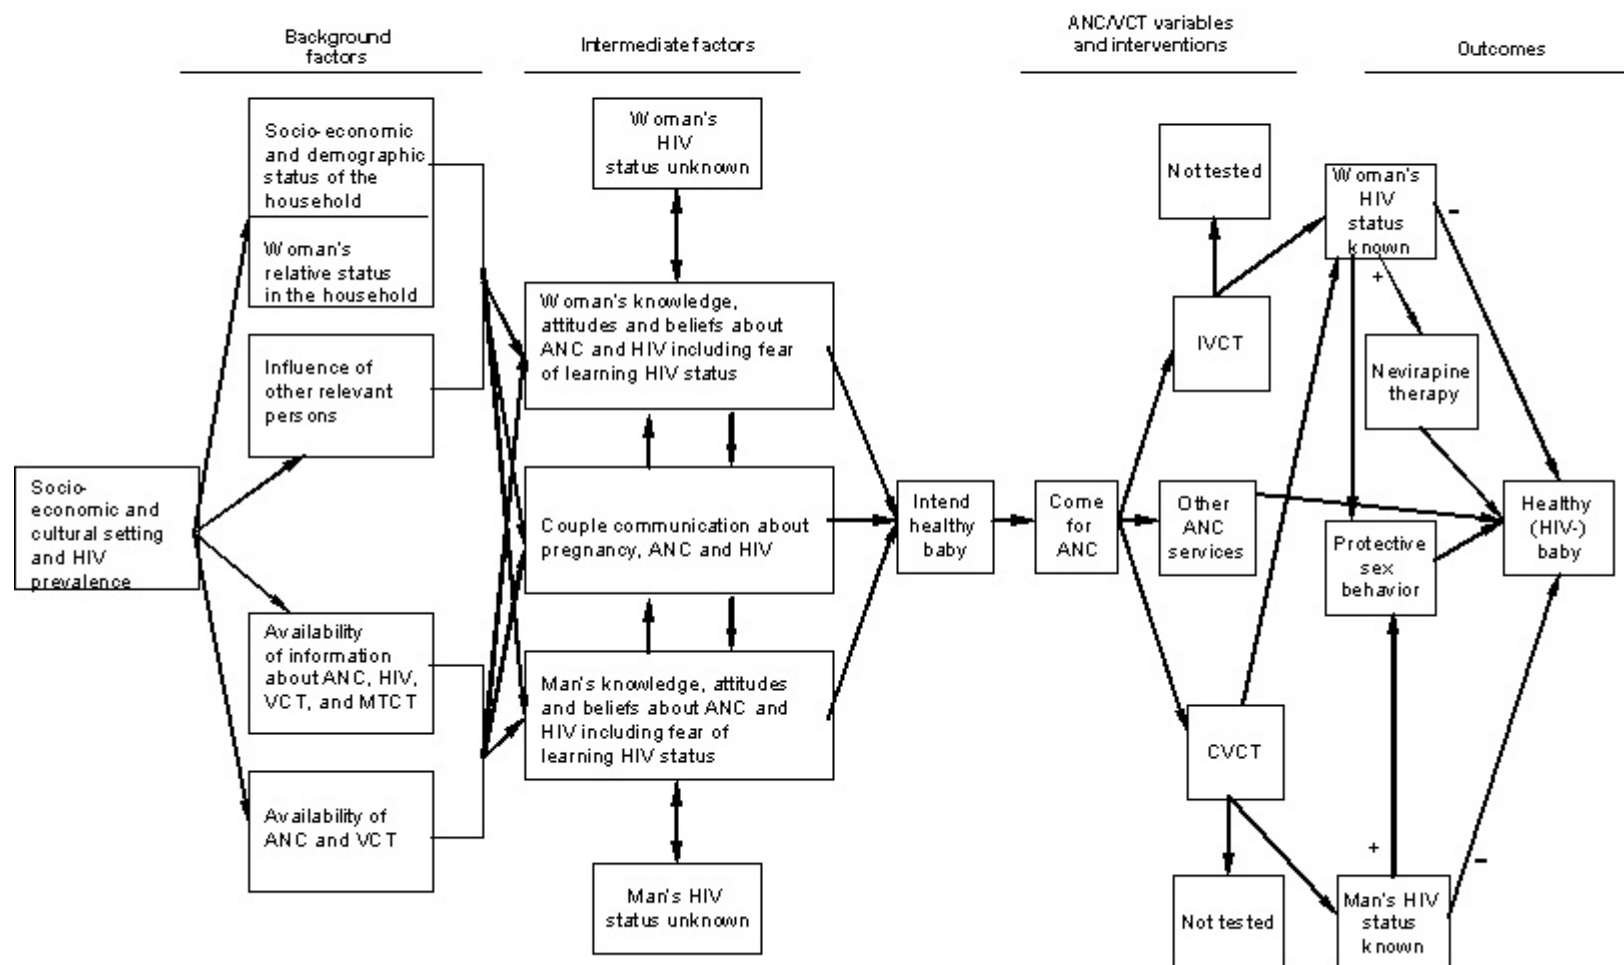 Background
factors
Intermediate factors
ANC/VCT variables
and interventions
Outcomes
Socio-economic
and demographic
status of the
household
Woman's
relative status
in the household
Influence of
other relevant
persons
Socio-
economic and
cultural setting
and HIV
prevalence
Availability
of information
about ANC, HIV,
VCT, and MTCT
Availability of
ANC and VCT
Woman's
HIV
status unknown
Woman's knowledge,
attitudes and beliefs about
ANC and HIV including fear
of learning HIV status
Couple communication about
pregnancy, ANC and HIV
Man's knowledge, attitudes
and beliefs about ANC and
HIV including fear of
learning HIV status
Man's HIV
status unknown
Intend
healthy
baby
Come
for
ANC
Not tested
IVCT
Other
ANC
services
CVCT
Not tested
Woman's
HIV
status
known
-
+
Nevirapine
therapy
Protective
sex
behavior
Healthy
(HIV-)
baby
+
-
Man's HIV
status
known